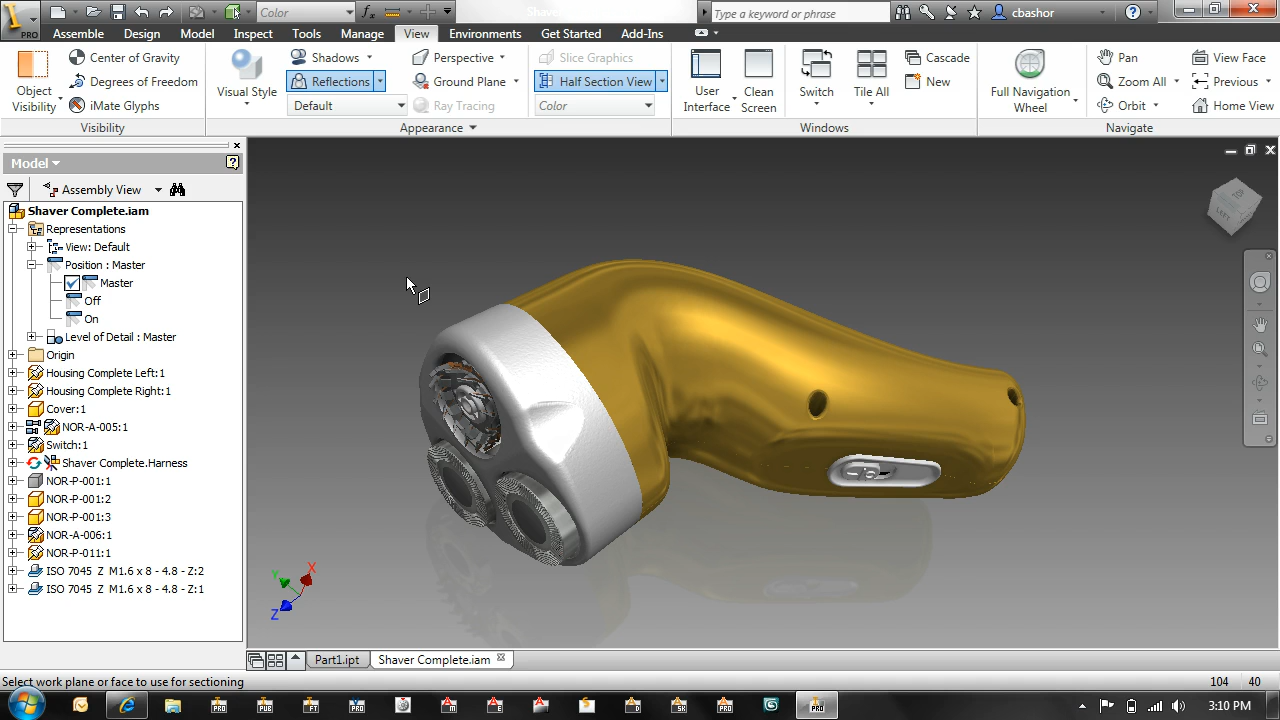 Color
Shaver
Type a keyword or phrase
cbashor
PRO
Assemble Design Model Inspect Tools Manage View Environments Get Started Add-Ins
Object Visibility
Center of Gravity
Degrees of Freedom
iMate Glyphs
Visibility
Visual Style
Shadows
Reflections
Default
Perspective
Ground Plane
Ray Tracing
Slice Graphics
Half Section View
Color
Appearance
User Interface
Clean Screen
Switch
Tile All
Cascade
New
Windows
Full Navigation Wheel
Pan
Zoom All
Orbit
View Face
Previous
Home View
Navigate
Model
Assembly View
Shaver Complete.iam
Representations
View: Default
Position : Master
Master
Off
On
Level of Detail : Master
Origin
Housing Complete Left:1
Housing Complete Right:1
Cover:1
NOR-A-005:1
Switch:1
Shaver Complete.Harness
NOR-P-001:1
NOR-P-001:2
NOR-P-001:3
NOR-A-006:1
NOR-P-011:1
ISO 7045 Z M1.6 x 8 - 4.8 - Z:2
ISO 7045 Z M1.6 x 8 - 4.8 - Z:1
LEFT
X
Y
Z
Part1.ipt Shaver Complete.iam
Select work plane or face to use for sectioning
104 40
3:10 PM